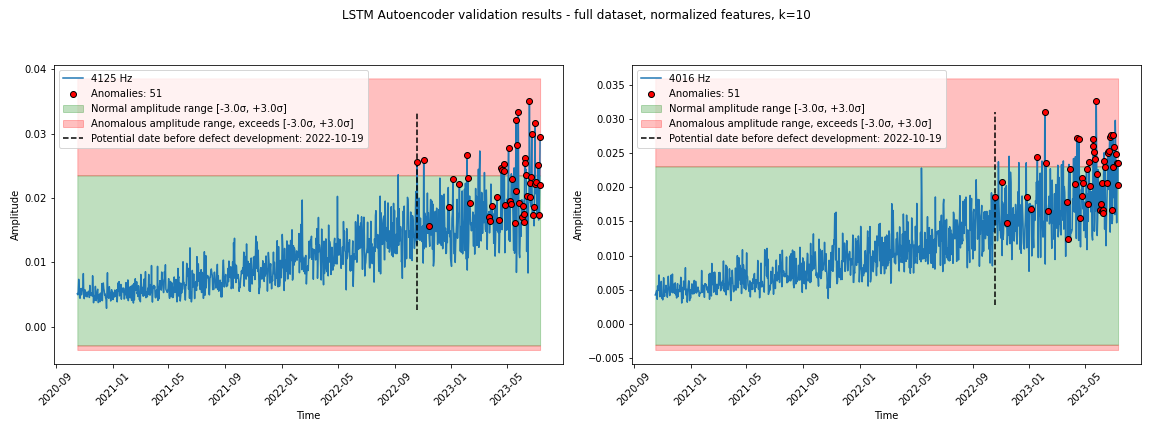 LSTM Autoencoder validation results - full dataset, normalized features, k=10
4125 Hz
Anomalies: 51
Normal amplitude range [-3.0σ, +3.0σ]
Anomalous amplitude range, exceeds [-3.0σ, +3.0σ]
Potential date before defect development: 2022-10-19
0.04
0.03
0.02
0.01
0.00
Amplitude
2020-09
2021-01
2021-05
2021-09
2022-01
2022-05
2022-09
2023-01
2023-05
Time
4016 Hz
Anomalies: 51
Normal amplitude range [-3.0σ, +3.0σ]
Anomalous amplitude range, exceeds [-3.0σ, +3.0σ]
Potential date before defect development: 2022-10-19
0.035
0.030
0.025
0.020
0.015
0.010
0.005
0.000
−0.005
Amplitude
2020-09
2021-01
2021-05
2021-09
2022-01
2022-05
2022-09
2023-01
2023-05
Time